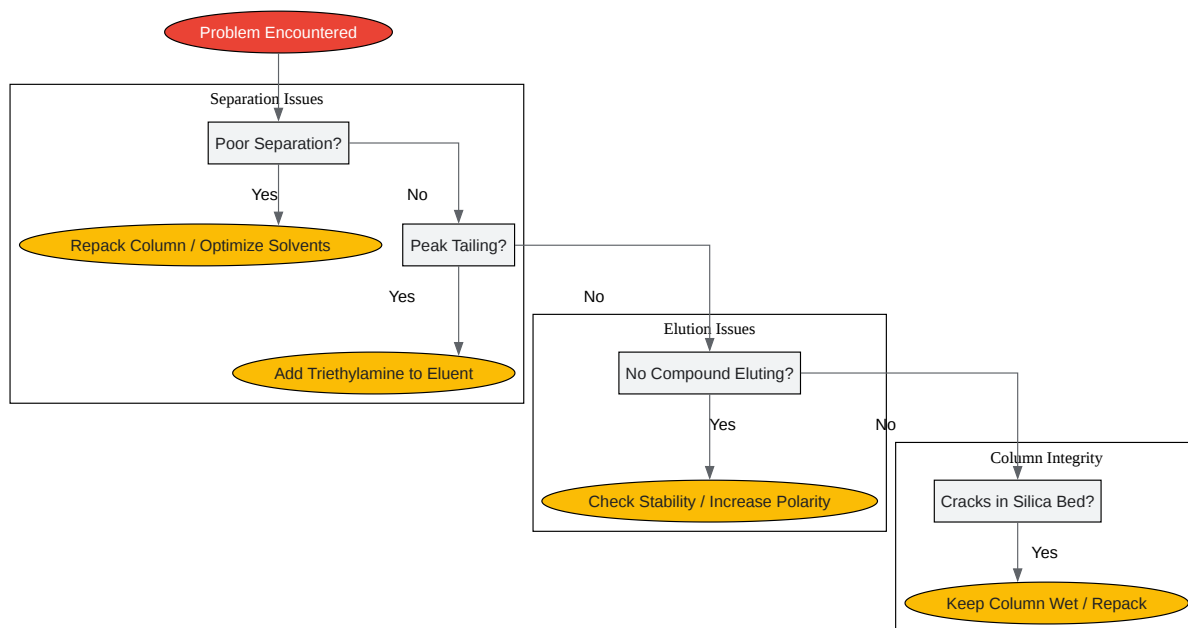 Problem Encountered
Separation Issues
Poor Separation?
Yes
No
Repack Column / Optimize Solvents
Peak Tailing?
Yes
No
Add Triethylamine to Eluent
Elution Issues
No Compound Eluting?
Yes
No
Check Stability / Increase Polarity
Column Integrity
Cracks in Silica Bed?
Yes
Keep Column Wet / Repack